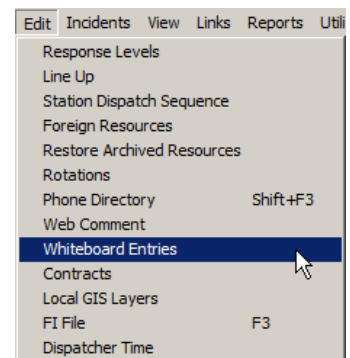 Edit Incidents View Links Reports Utili
Response Levels
Line Up
Station Dispatch Sequence
Foreign Resources
Restore Archived Resources
Rotations
Phone Directory Shift+F3
Web Comment
Whiteboard Entries
Contracts
Local GIS Layers
FI File F3
Dispatcher Time